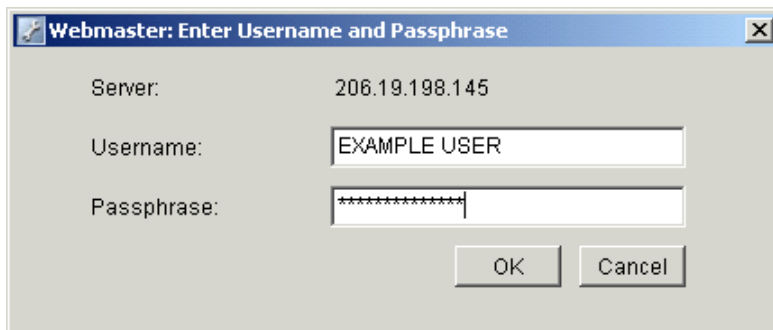 Webmaster: Enter Username and Passphrase
Server: 206.19.198.145
Username: EXAMPLE USER
Passphrase: **************
OK Cancel